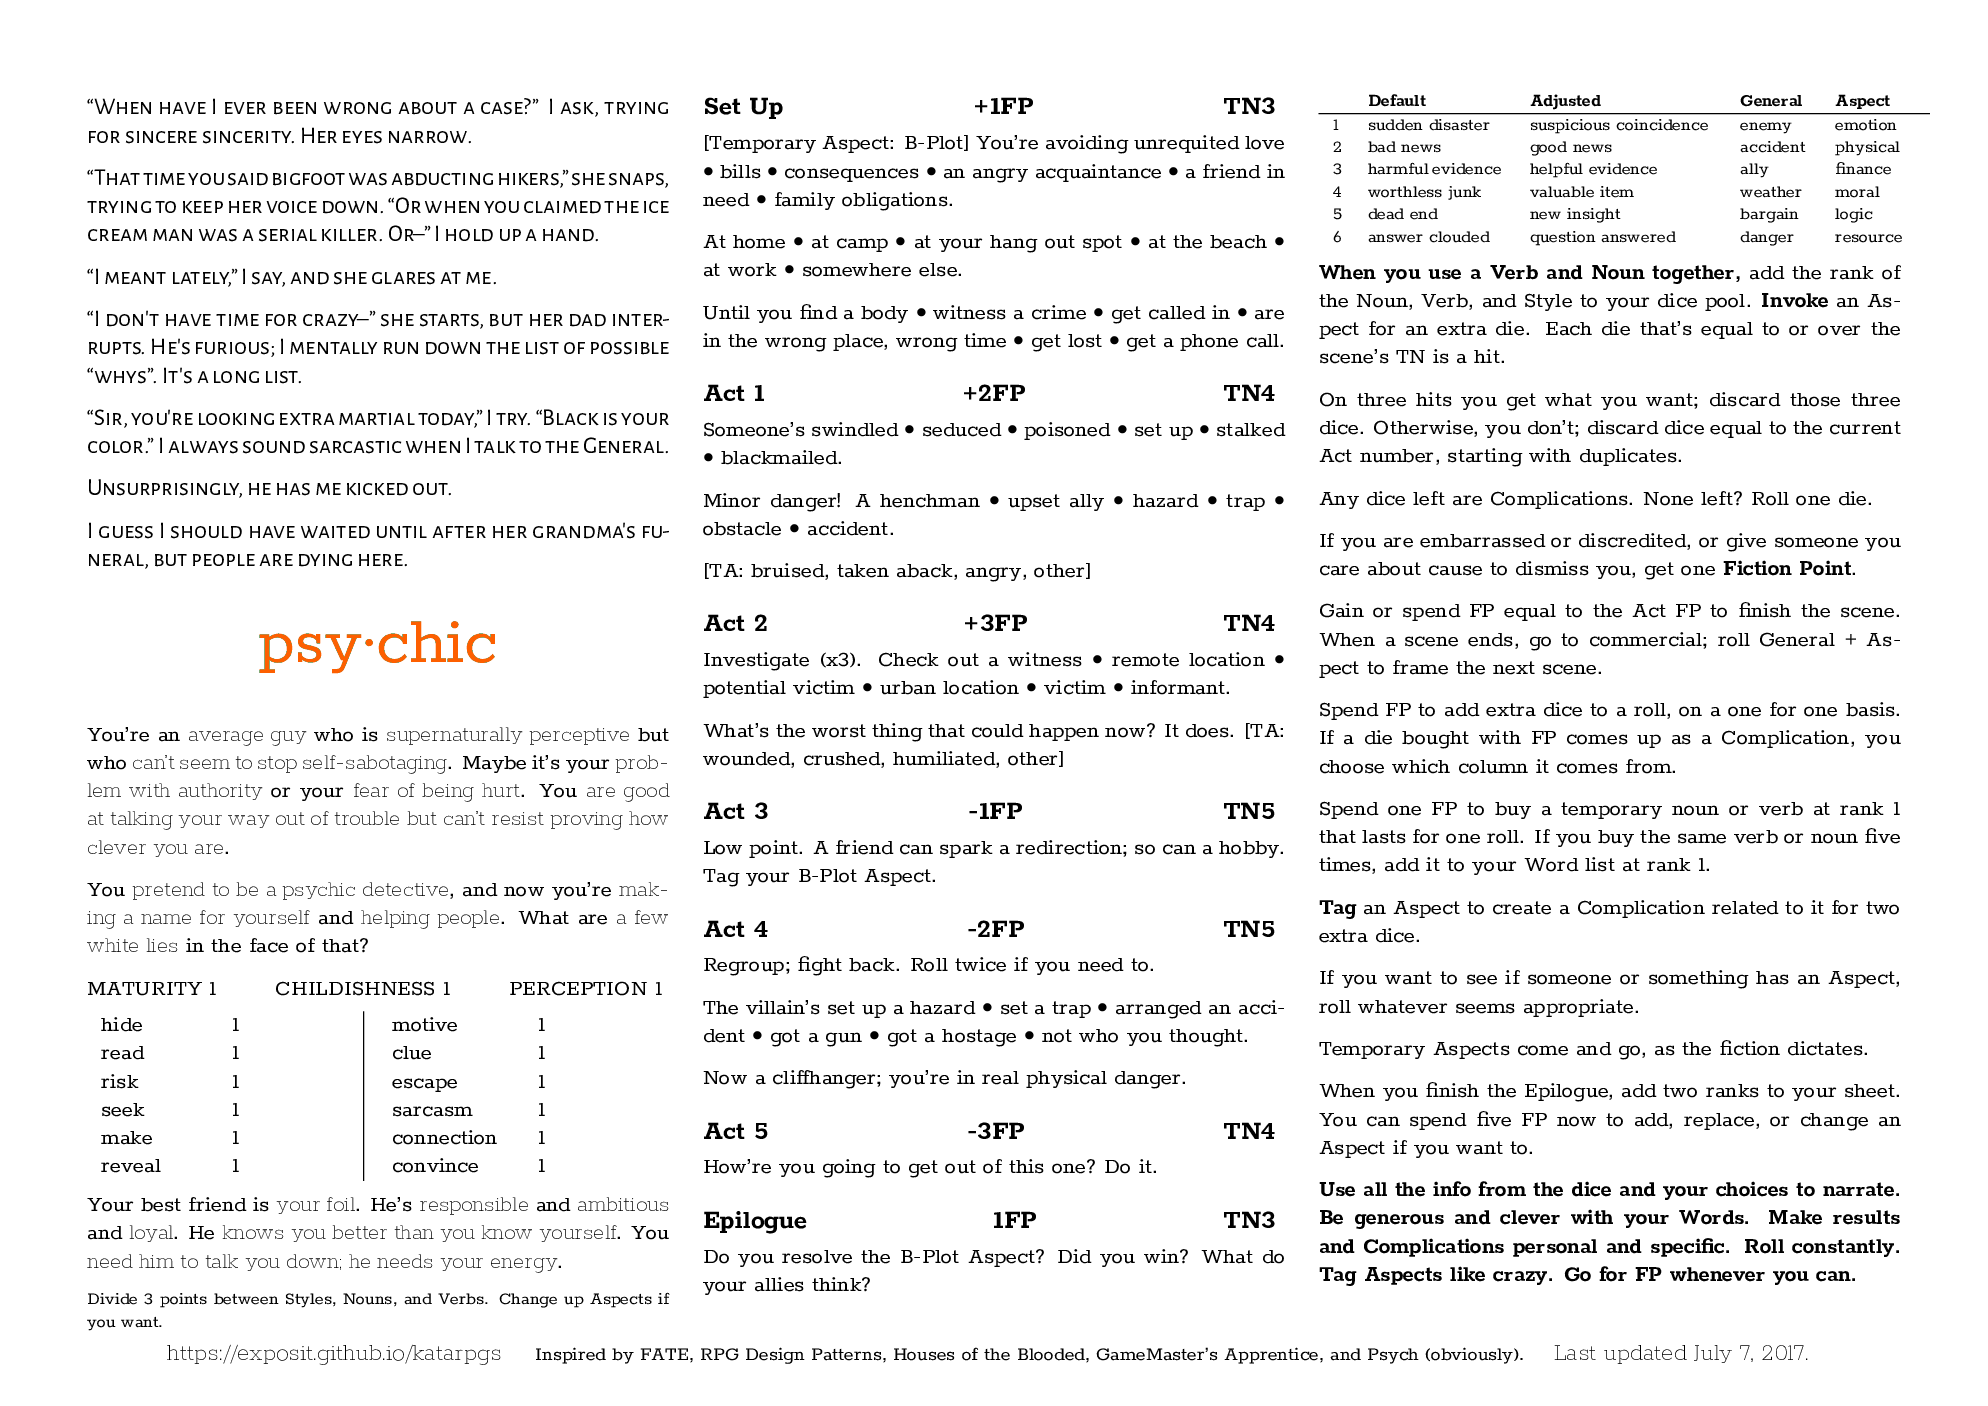 “When have I ever been wrong about a case?” I ask, trying
for sincere sincerity. Her eyes narrow.
“That time you said bigfoot was abducting hikers,” she snaps,
trying to keep her voice down. “Or when you claimed the ice
cream man was a serial killer. Or—” I hold up a hand.
“I meant lately,” I say, and she glares at me.
“I don't have time for crazy—” she starts, but her dad inter-
rupts. He's furious; I mentally run down the list of possible
“whys”. It's a long list.
“Sir, you're looking extra martial today,” I try. “Black is your
color.” I always sound sarcastic when I talk to the General.
Unsurprisingly, he has me kicked out.
I guess I should have waited until after her grandma's fu-
neral, but people are dying here.
psy·chic
You’re an average guy who is supernaturally perceptive but
who can’t seem to stop self-sabotaging. Maybe it’s your prob-
lem with authority or your fear of being hurt. You are good
at talking your way out of trouble but can’t resist proving how
clever you are.
You pretend to be a psychic detective, and now you’re mak-
ing a name for yourself and helping people. What are a few
white lies in the face of that?
MATURITY 1 CHILDISHNESS 1 PERCEPTION 1
hide 1 motive 1
read 1 clue 1
risk 1 escape 1
seek 1 sarcasm 1
make 1 connection 1
reveal 1 convince 1
Your best friend is your foil. He’s responsible and ambitious
and loyal. He knows you better than you know yourself. You
need him to talk you down; he needs your energy.
Divide 3 points between Styles, Nouns, and Verbs. Change up Aspects if
you want.
Set Up +1FP TN3
[Temporary Aspect: B-Plot] You’re avoiding unrequited love
• bills • consequences • an angry acquaintance • a friend in
need • family obligations.
At home • at camp • at your hang out spot • at the beach •
at work • somewhere else.
Until you find a body • witness a crime • get called in • are
in the wrong place, wrong time • get lost • get a phone call.
Act 1 +2FP TN4
Someone’s swindled • seduced • poisoned • set up • stalked
• blackmailed.
Minor danger! A henchman • upset ally • hazard • trap •
obstacle • accident.
[TA: bruised, taken aback, angry, other]
Act 2 +3FP TN4
Investigate (x3). Check out a witness • remote location •
potential victim • urban location • victim • informant.
What’s the worst thing that could happen now? It does. [TA:
wounded, crushed, humiliated, other]
Act 3 -1FP TN5
Low point. A friend can spark a redirection; so can a hobby.
Tag your B-Plot Aspect.
Act 4 -2FP TN5
Regroup; fight back. Roll twice if you need to.
The villain’s set up a hazard • set a trap • arranged an acci-
dent • got a gun • got a hostage • not who you thought.
Now a cliffhanger; you’re in real physical danger.
Act 5 -3FP TN4
How’re you going to get out of this one? Do it.
Epilogue 1FP TN3
Do you resolve the B-Plot Aspect? Did you win? What do
your allies think?
Default Adjusted General Aspect
1 sudden disaster suspicious coincidence enemy emotion
2 bad news good news accident physical
3 harmful evidence helpful evidence ally finance
4 worthless junk valuable item weather moral
5 dead end new insight bargain logic
6 answer clouded question answered danger resource
When you use a Verb and Noun together, add the rank of
the Noun, Verb, and Style to your dice pool. Invoke an As-
pect for an extra die. Each die that’s equal to or over the
scene’s TN is a hit.
On three hits you get what you want; discard those three
dice. Otherwise, you don’t; discard dice equal to the current
Act number, starting with duplicates.
Any dice left are Complications. None left? Roll one die.
If you are embarrassed or discredited, or give someone you
care about cause to dismiss you, get one Fiction Point.
Gain or spend FP equal to the Act FP to finish the scene.
When a scene ends, go to commercial; roll General + As-
pect to frame the next scene.
Spend FP to add extra dice to a roll, on a one for one basis.
If a die bought with FP comes up as a Complication, you
choose which column it comes from.
Spend one FP to buy a temporary noun or verb at rank 1
that lasts for one roll. If you buy the same verb or noun five
times, add it to your Word list at rank 1.
Tag an Aspect to create a Complication related to it for two
extra dice.
If you want to see if someone or something has an Aspect,
roll whatever seems appropriate.
Temporary Aspects come and go, as the fiction dictates.
When you finish the Epilogue, add two ranks to your sheet.
You can spend five FP now to add, replace, or change an
Aspect if you want to.
Use all the info from the dice and your choices to narrate.
Be generous and clever with your Words. Make results
and Complications personal and specific. Roll constantly.
Tag Aspects like crazy. Go for FP whenever you can.
https://exposit.github.io/katarpgs Inspired by FATE, RPG Design Patterns, Houses of the Blooded, GameMaster’s Apprentice, and Psych (obviously). Last updated July 7, 2017.